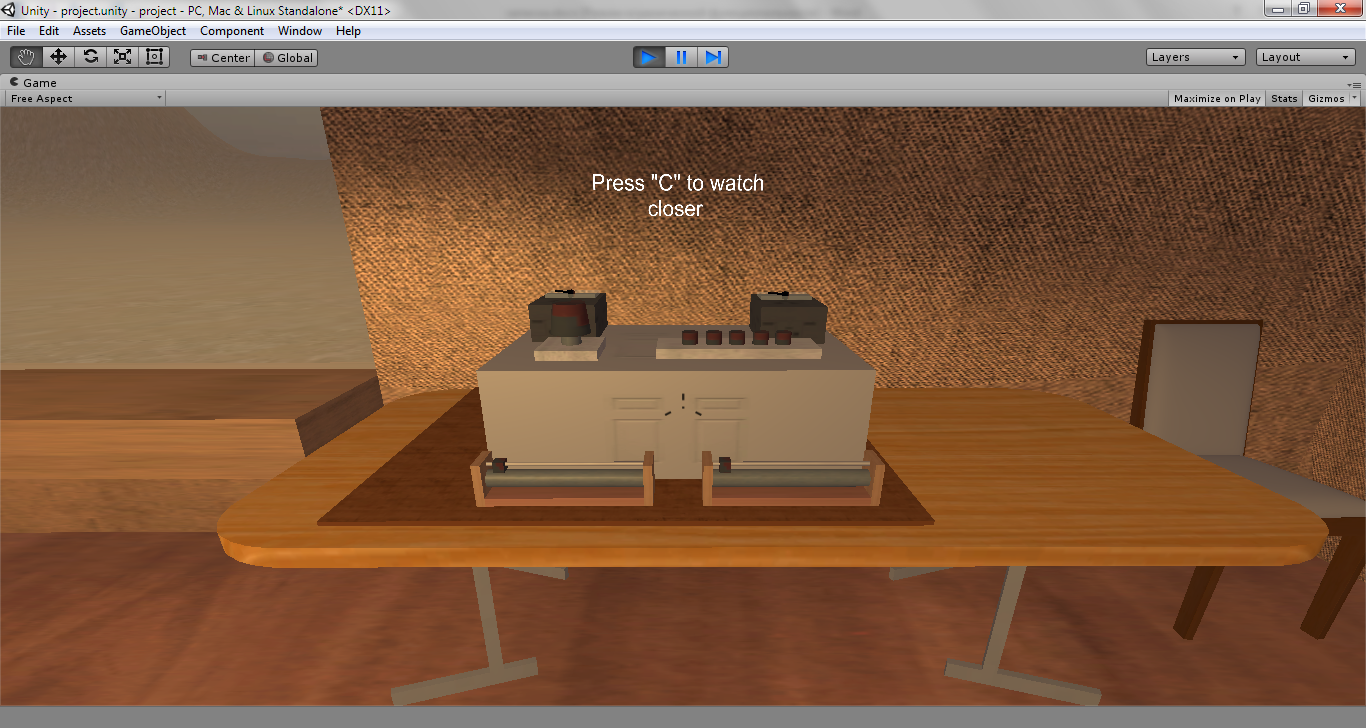 Unity - project.unity - project - PC, Mac & Linux Standalone* <DX11>
File Edit Assets GameObject Component Window Help
Center Global Layers Layout
Game
Free Aspect Maximize on Play Stats Gizmos
Press "C" to watch
closer